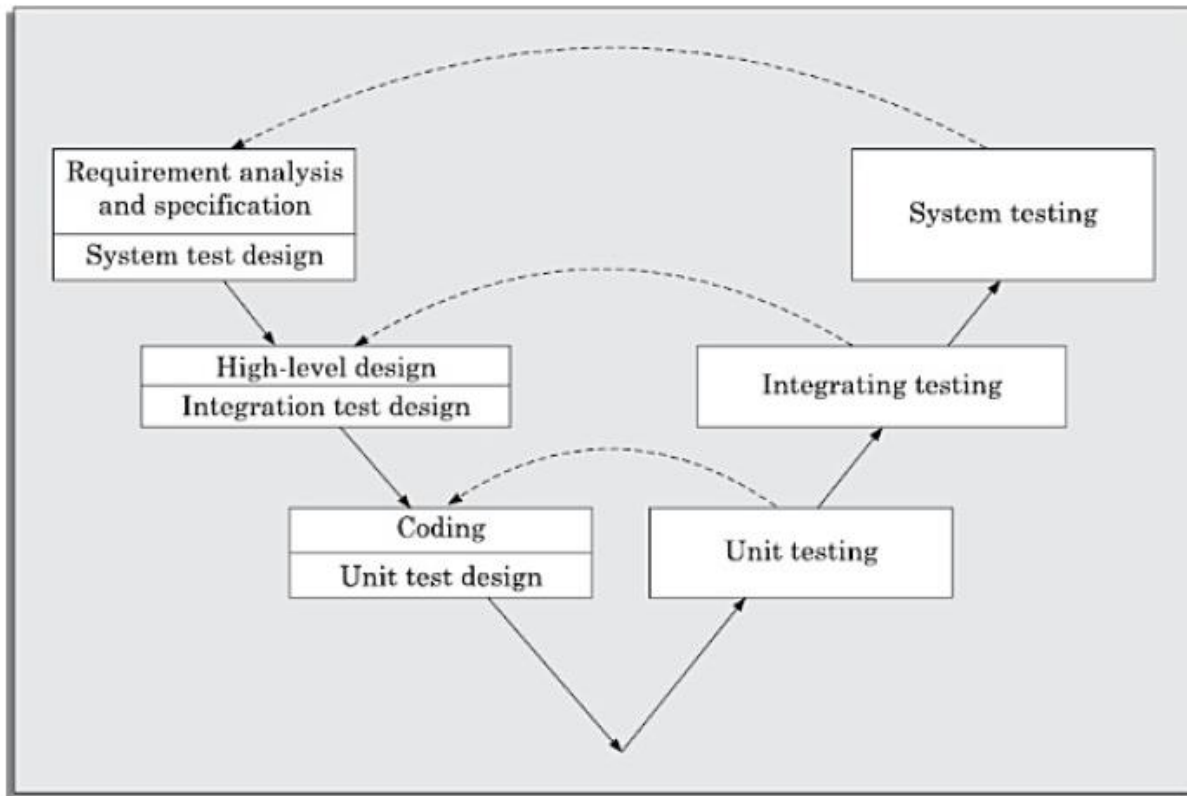 Requirement analysis
and specification
System test design
System testing
High-level design
Integration test design
Integrating testing
Coding
Unit test design
Unit testing